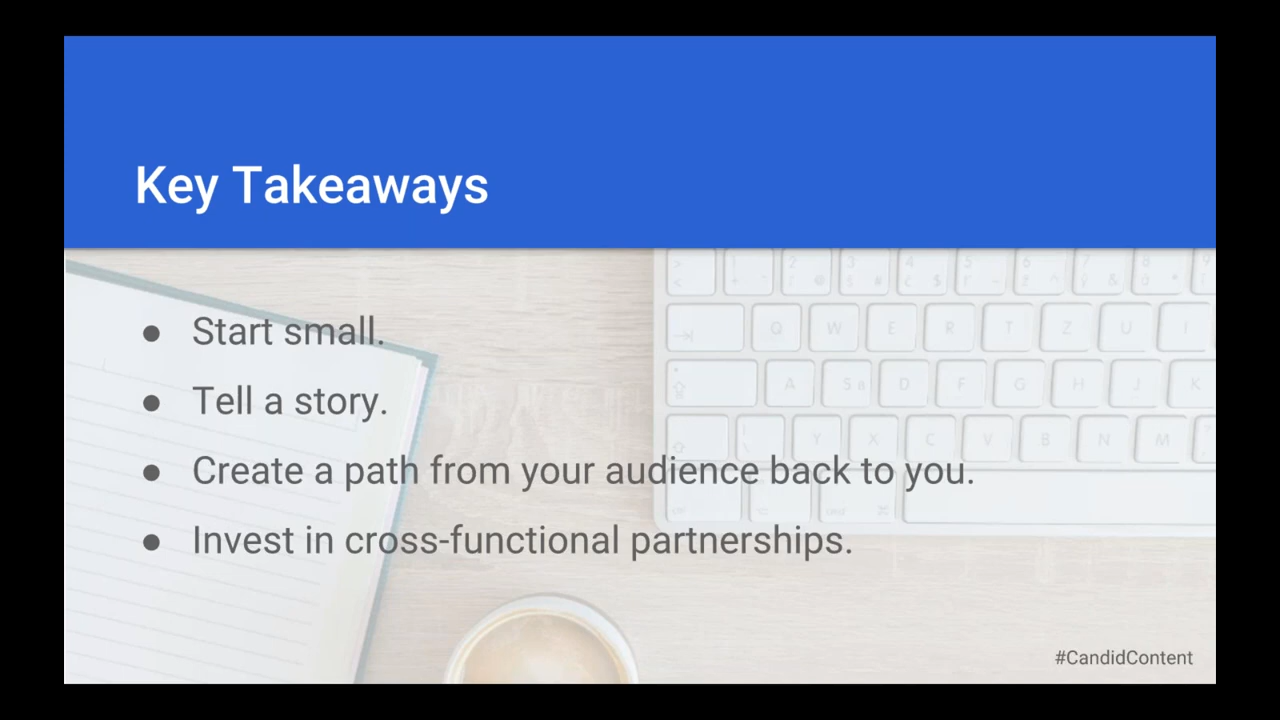 Key Takeaways
● Start small.
● Tell a story.
● Create a path from your audience back to you.
● Invest in cross-functional partnerships.
#CandidContent